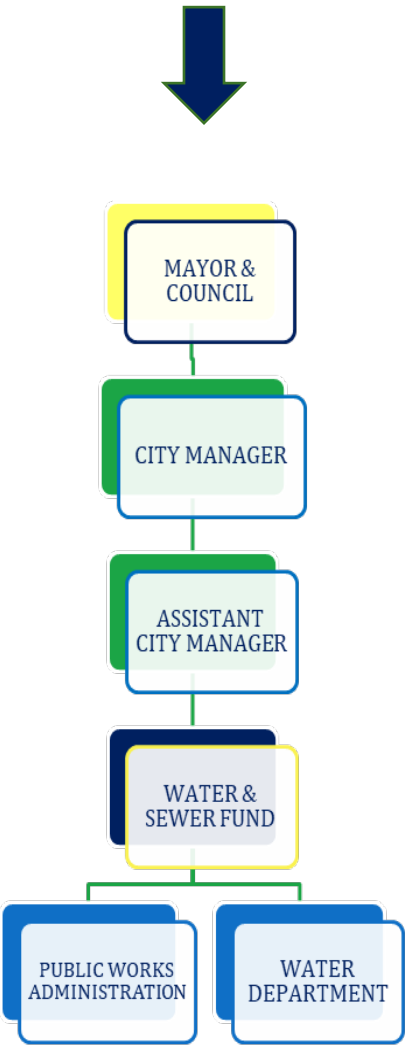 MAYOR &
COUNCIL
CITY MANAGER
ASSISTANT
CITY MANAGER
WATER &
SEWER FUND
PUBLIC WORKS
ADMINISTRATION
WATER
DEPARTMENT